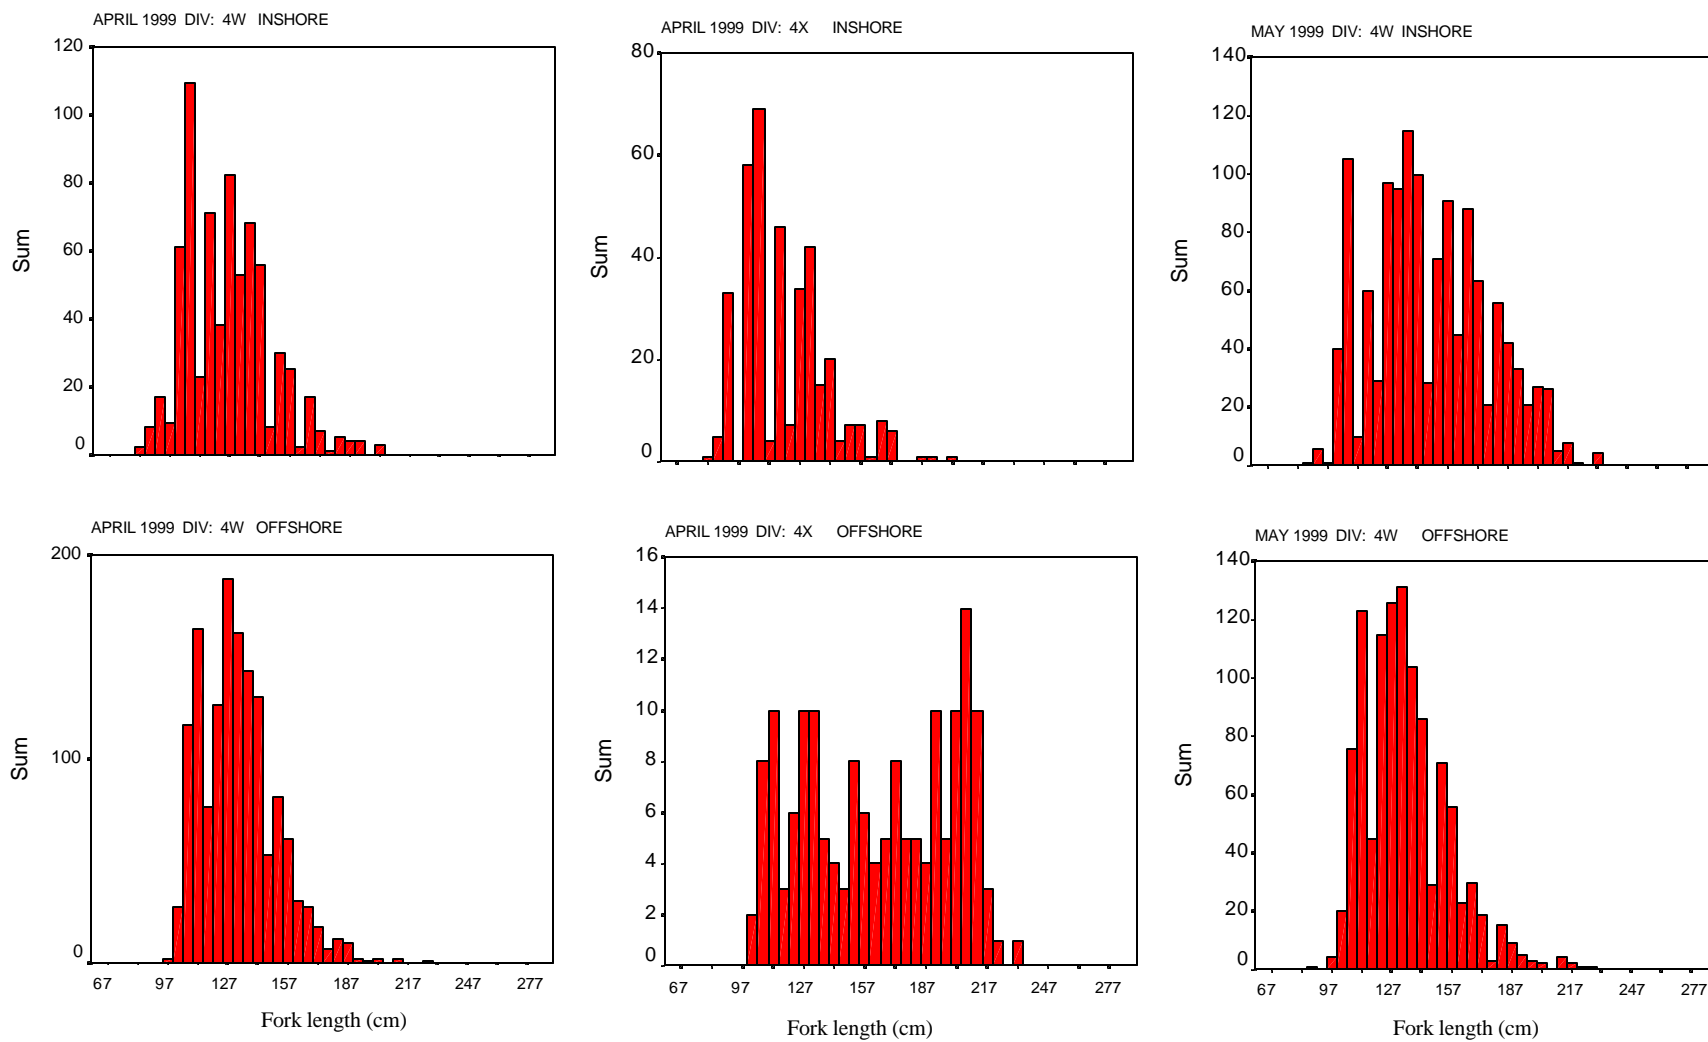 APRIL 1999 DIV: 4W INSHORE
120
100
80
60
40
20
0
Sum
APRIL 1999 DIV: 4X INSHORE
80
60
40
20
0
Sum
MAY 1999 DIV: 4W INSHORE
140
120
100
80
60
40
20
0
Sum
APRIL 1999 DIV: 4W OFFSHORE
200
100
0
Sum
67 97 127 157 187 217 247 277
Fork length (cm)
APRIL 1999 DIV: 4X OFFSHORE
16
14
12
10
8
6
4
2
0
Sum
67 97 127 157 187 217 247 277
Fork length (cm)
MAY 1999 DIV: 4W OFFSHORE
140
120
100
80
60
40
20
0
Sum
67 97 127 157 187 217 247 277
Fork length (cm)